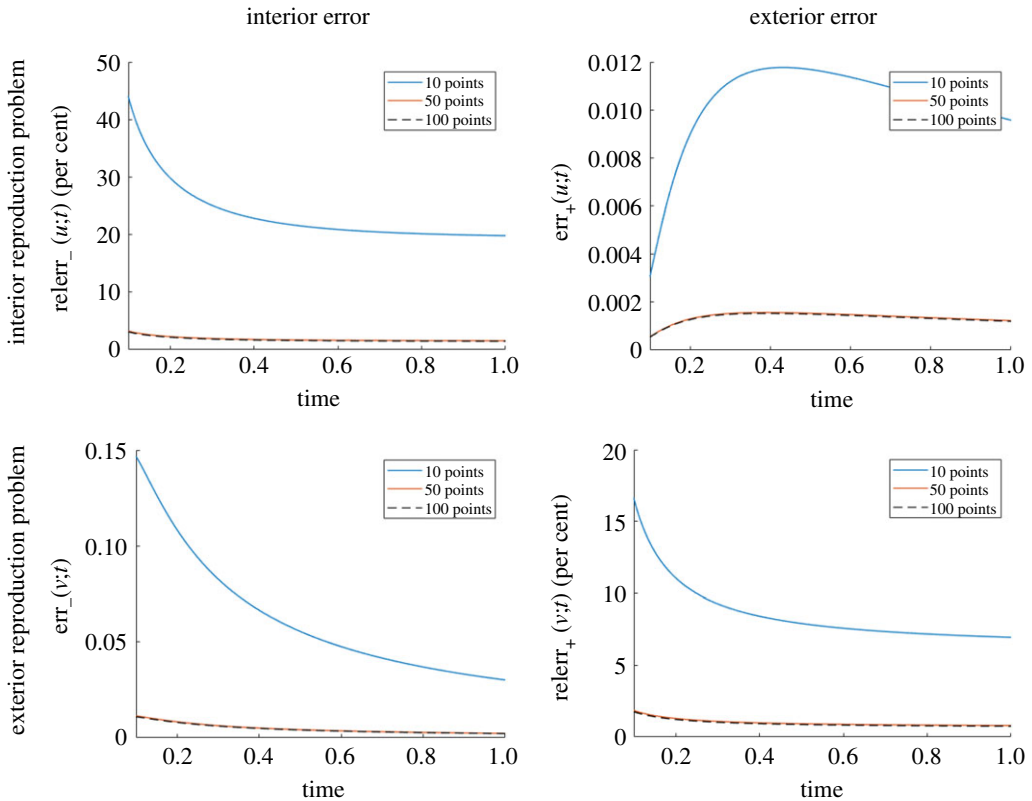 interior error
exterior error
interior reproduction problem
relerr_ (u;t) (per cent)
50
40
30
20
10
0
10 points
50 points
100 points
0.2
0.4
0.6
0.8
1.0
time
err+(u;t)
0.012
0.010
0.008
0.006
0.004
0.002
0
10 points
50 points
100 points
0.2
0.4
0.6
0.8
1.0
time
exterior reproduction problem
err_(v;t)
0.15
0.10
0.05
0
10 points
50 points
100 points
0.2
0.4
0.6
0.8
1.0
time
relerr+ (v;t) (per cent)
20
15
10
5
0
10 points
50 points
100 points
0.2
0.4
0.6
0.8
1.0
time